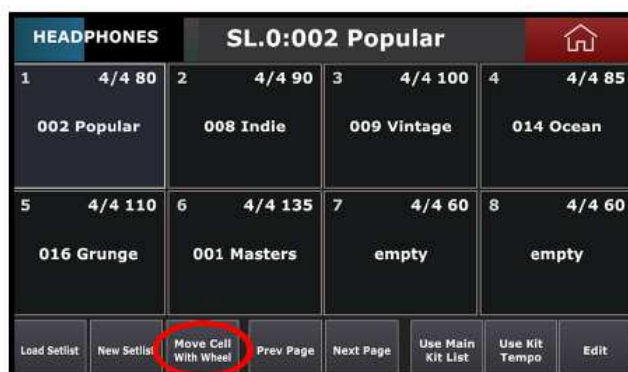 HEADPHONES SL.0:002 Popular
1 4/4 80 2 4/4 90 3 4/4 100 4 4/4 85
002 Popular 008 Indie 009 Vintage 014 Ocean
5 4/4 110 6 4/4 135 7 4/4 60 8 4/4 60
016 Grunge 001 Masters empty empty
Load Setlist New Setlist Move Cell With Wheel Prev Page Next Page Use Main Kit List Use Kit Tempo Edit